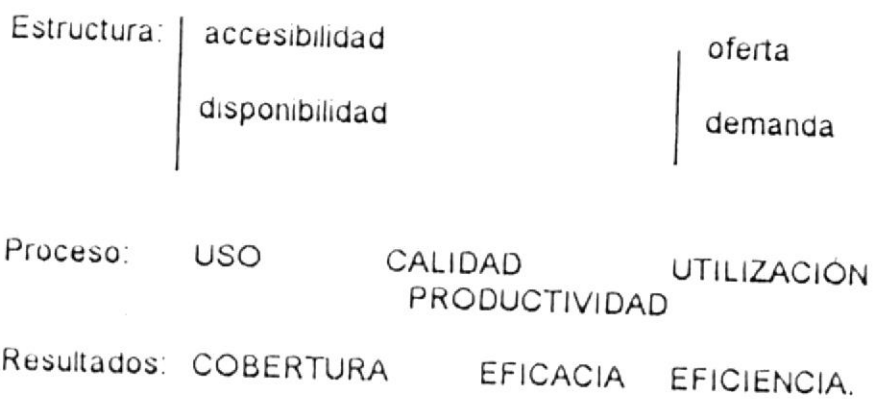 Estructura: accesibilidad oferta
disponibilidad demanda
Proceso: USO CALIDAD UTILIZACIÓN
PRODUCTIVIDAD
Resultados: COBERTURA EFICACIA EFICIENCIA.